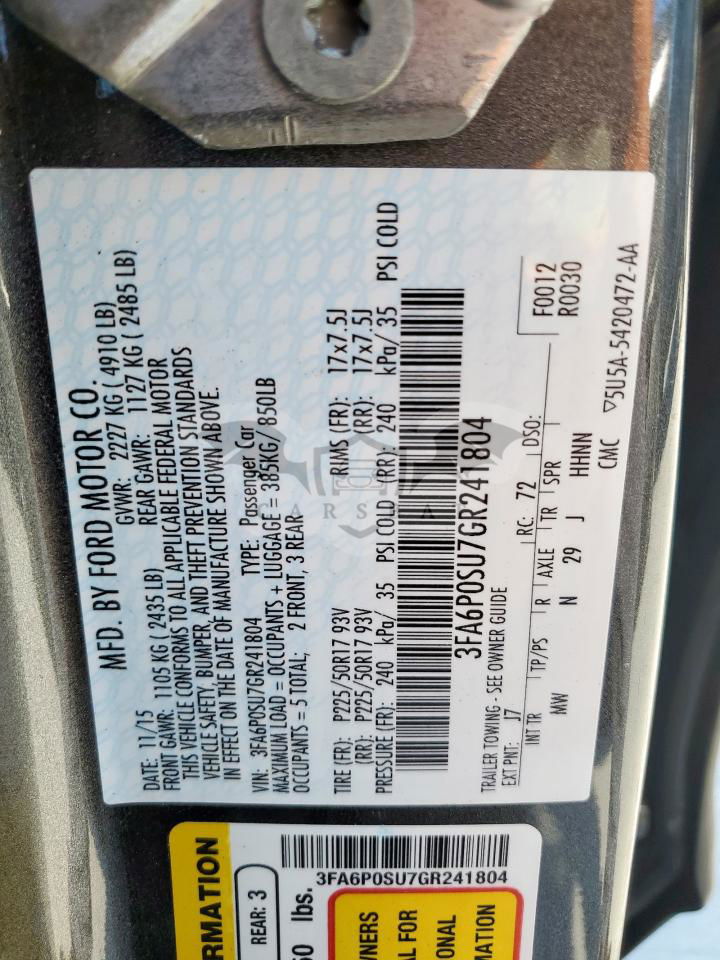 MFD. BY FORD MOTOR CO.
DATE: 11/15 GVWR: 2227 KG ( 4910 LB)
FRONT GAWR: 1105 KG ( 2435 LB) REAR GAWR: 1127 KG ( 2485 LB)
THIS VEHICLE CONFORMS TO ALL APPLICABLE FEDERAL MOTOR
VEHICLE SAFETY, BUMPER, AND THEFT PREVENTION STANDARDS
IN EFFECT ON THE DATE OF MANUFACTURE SHOWN ABOVE.
VIN: 3FA6P0SU7GR241804 TYPE: Passenger Car
MAXIMUM LOAD = OCCUPANTS + LUGGAGE = 385KG/ 850LB
OCCUPANTS = 5 TOTAL; 2 FRONT, 3 REAR
TIRE (FR): P225/50R17 93V RIMS (FR): 17x7.5J
(RR): P225/50R17 93V (RR): 17x7.5J
PRESSURE (FR): 240 kPa/ 35 PSI COLD (RR): 240 kPa/ 35 PSI COLD
3FA6P0SU7GR241804
TRAILER TOWING - SEE OWNER GUIDE
EXT PNT: J7 RC: 72 DSO: F0012
R0030
INT TR TP/PS R AXLE TR SPR
MW N 29 J HHNN
CMC ▽5U5A-5420472-AA
CARS
3FA6P0SU7GR241804
RMATION
REAR: 3
lbs.
WNERS
AL FOR
IONAL
MATION